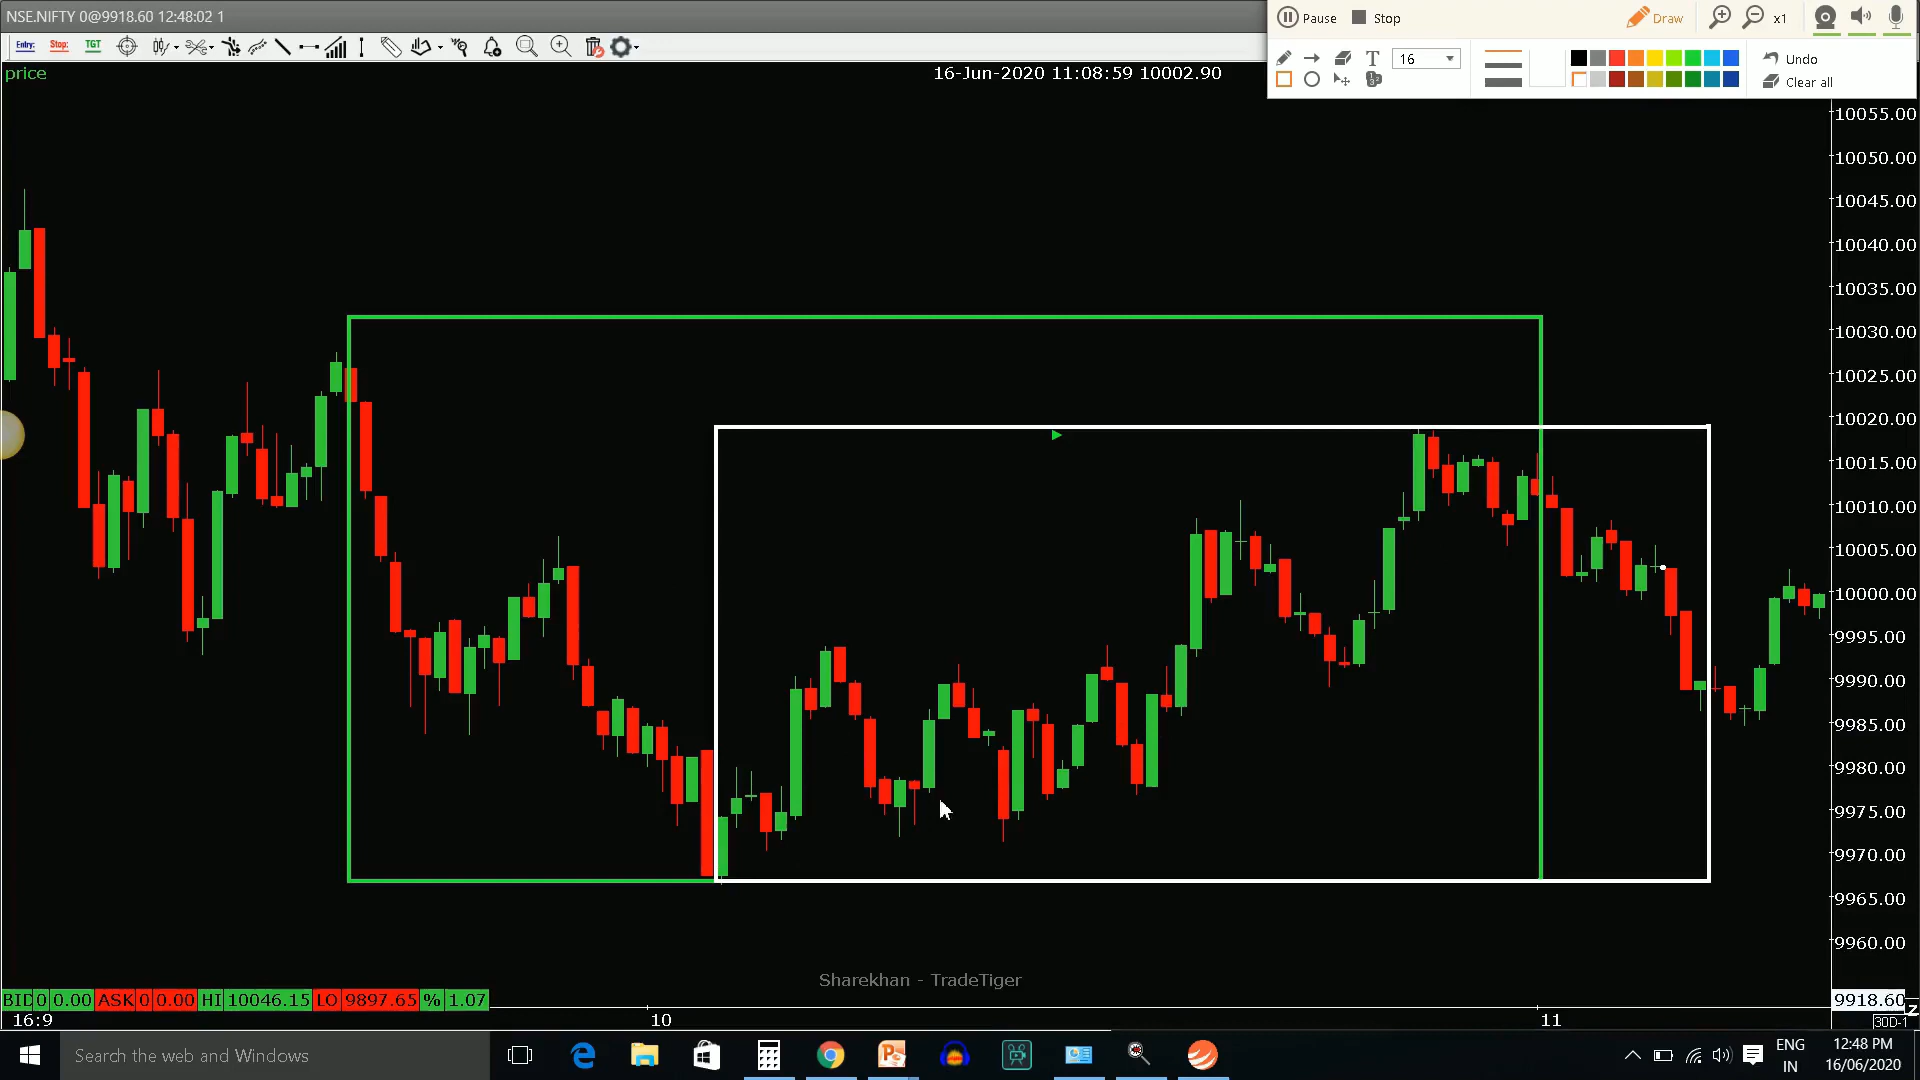 NSE.NIFTY 0@9918.60 12:48:02 1
Pause Stop
Draw
x1
Entry: Stop: TGT
T 16
Undo
Clear all
price
16-Jun-2020 11:08:59 10002.90
10055.00
10050.00
10045.00
10040.00
10035.00
10030.00
10025.00
10020.00
10015.00
10010.00
10005.00
10000.00
9995.00
9990.00
9985.00
9980.00
9975.00
9970.00
9965.00
9960.00
Sharekhan - TradeTiger
BID 0 0.00 ASK 0 0.00 HI 10046.15 LO 9897.65 % 1.07
9918.60
Z
16:9 10 11 30D-1
Search the web and Windows
ENG
IN
12:48 PM
16/06/2020